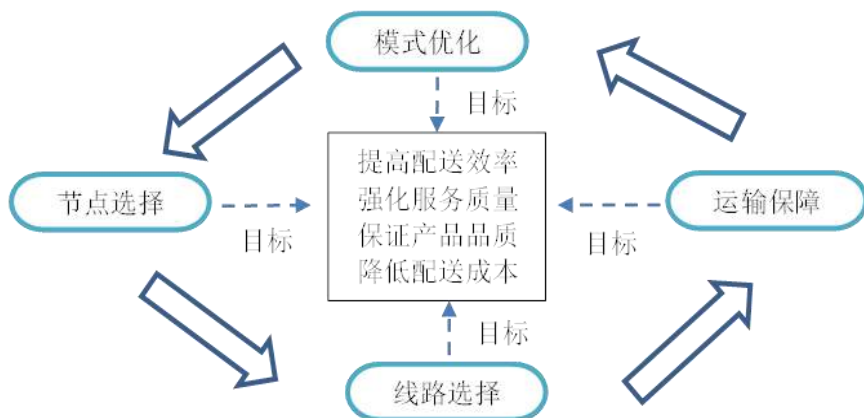 模式优化
目标
提高配送效率
强化服务质量
保证产品品质
降低配送成本
节点选择
目标
运输保障
目标
目标
线路选择